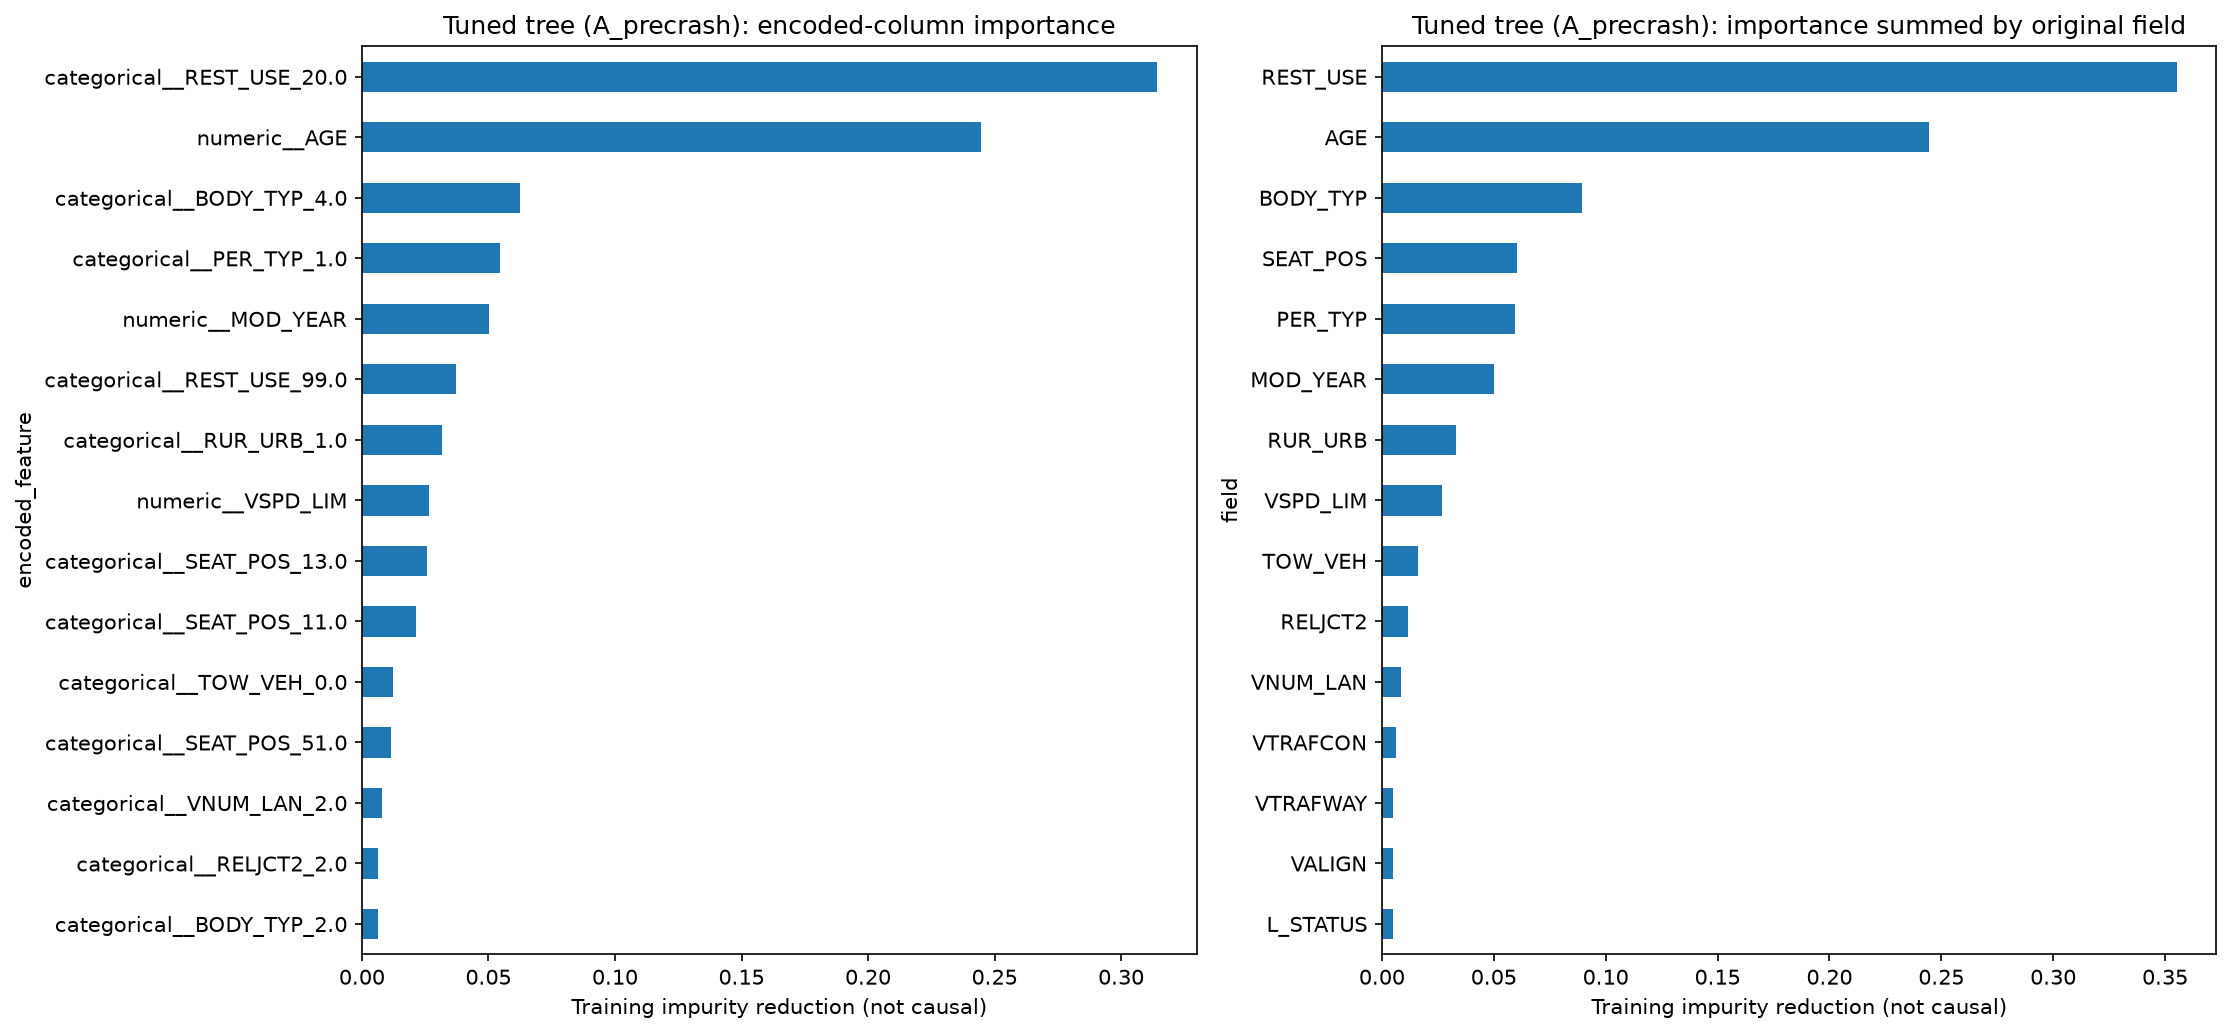 Tuned tree (A_precrash): encoded-column importance
encoded_feature
categorical__REST_USE_20.0
numeric__AGE
categorical__BODY_TYP_4.0
categorical__PER_TYP_1.0
numeric__MOD_YEAR
categorical__REST_USE_99.0
categorical__RUR_URB_1.0
numeric__VSPD_LIM
categorical__SEAT_POS_13.0
categorical__SEAT_POS_11.0
categorical__TOW_VEH_0.0
categorical__SEAT_POS_51.0
categorical__VNUM_LAN_2.0
categorical__RELJCT2_2.0
categorical__BODY_TYP_2.0
0.00 0.05 0.10 0.15 0.20 0.25 0.30
Training impurity reduction (not causal)
Tuned tree (A_precrash): importance summed by original field
field
REST_USE
AGE
BODY_TYP
SEAT_POS
PER_TYP
MOD_YEAR
RUR_URB
VSPD_LIM
TOW_VEH
RELJCT2
VNUM_LAN
VTRAFCON
VTRAFWAY
VALIGN
L_STATUS
0.00 0.05 0.10 0.15 0.20 0.25 0.30 0.35
Training impurity reduction (not causal)